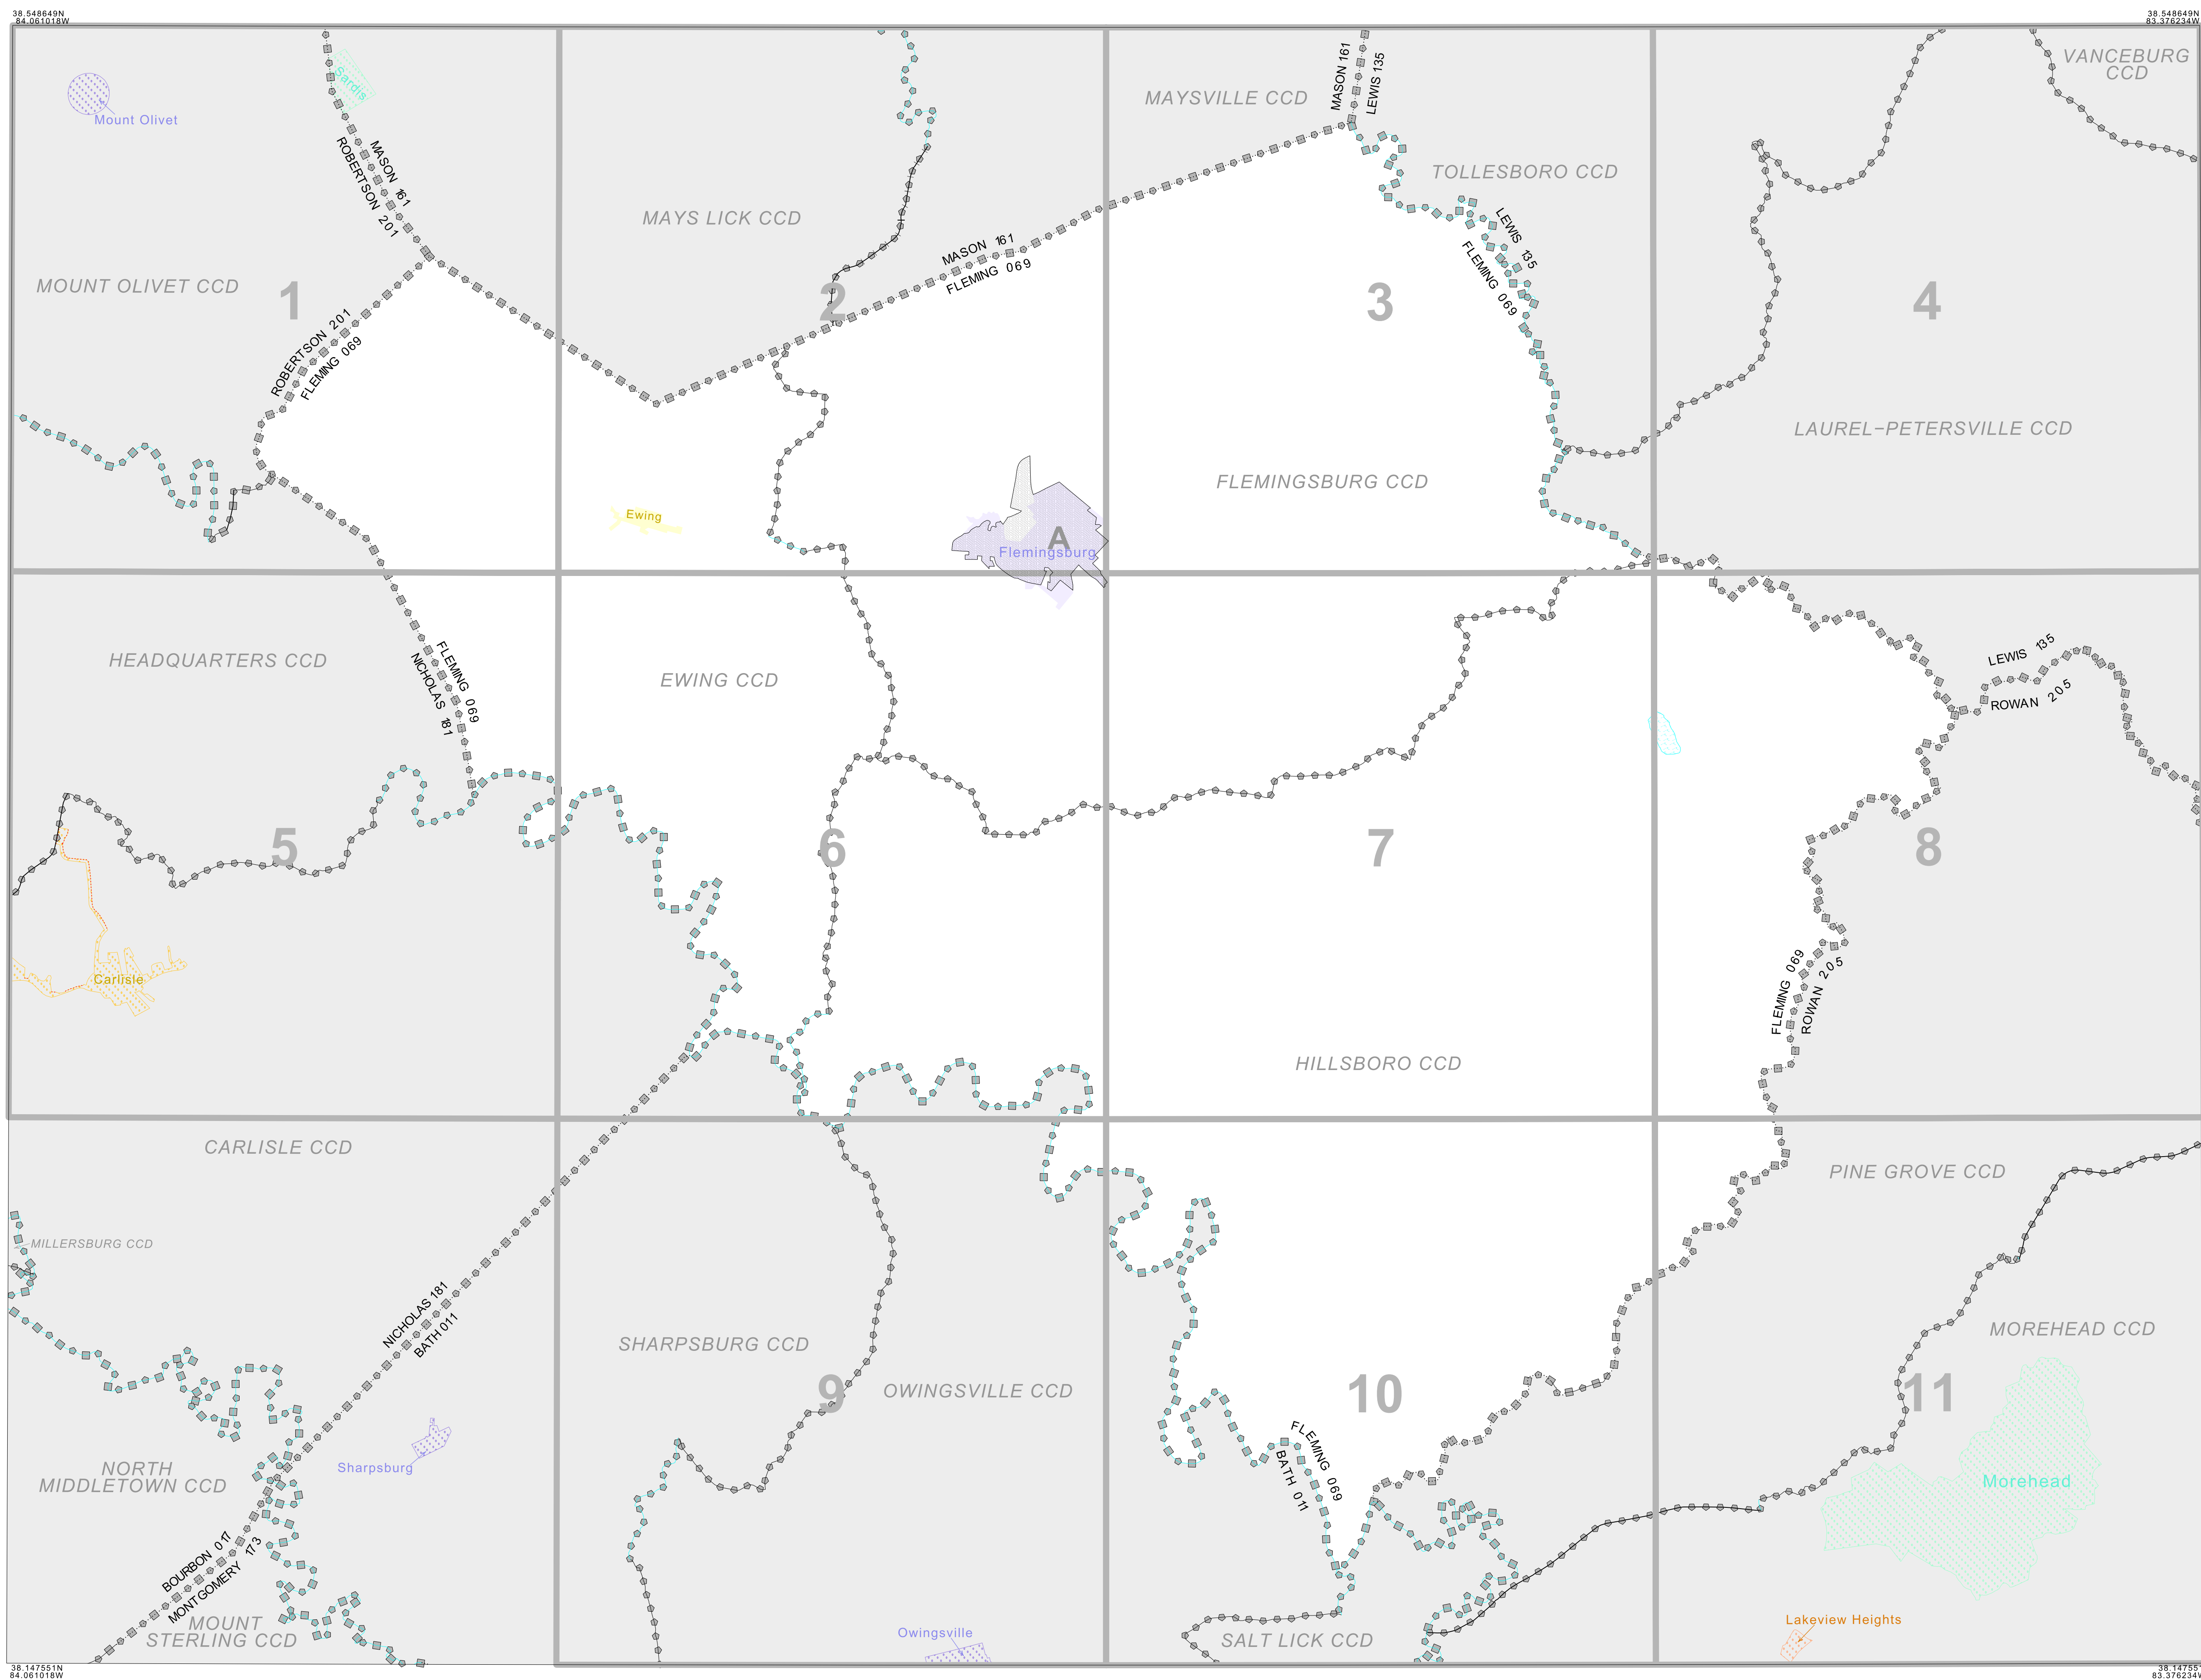 38.548649N
84.061018W
38.548649N
83.376234W
VANCEBURG
CCD
Sardis
Mount Olivet
MAYSVILLE CCD
MASON 161
LEWIS 135
MASON 161
ROBERTSON 201
TOLLESBORO CCD
MAYS LICK CCD
MASON 161
FLEMING 069
LEWIS 135
FLEMING 069
MOUNT OLIVET CCD
1
2
3
4
ROBERTSON 201
FLEMING 069
LAUREL-PETERSVILLE CCD
FLEMINGSBURG CCD
Ewing
A
Flemingsburg
HEADQUARTERS CCD
FLEMING 069
NICHOLAS 181
EWING CCD
LEWIS 135
ROWAN 205
5
6
7
8
Carlisle
FLEMING 069
ROWAN 205
HILLSBORO CCD
CARLISLE CCD
PINE GROVE CCD
MILLERSBURG CCD
NICHOLAS 181
BATH 011
SHARPSBURG CCD
MOREHEAD CCD
OWINGSVILLE CCD
9
10
11
FLEMING 069
BATH 011
NORTH
MIDDLETOWN CCD
Sharpsburg
Morehead
BOURBON 017
MONTGOMERY 173
MOUNT
STERLING CCD
Owingsville
SALT LICK CCD
Lakeview Heights
38.147551N
84.061018W
38.14755
83.376234W